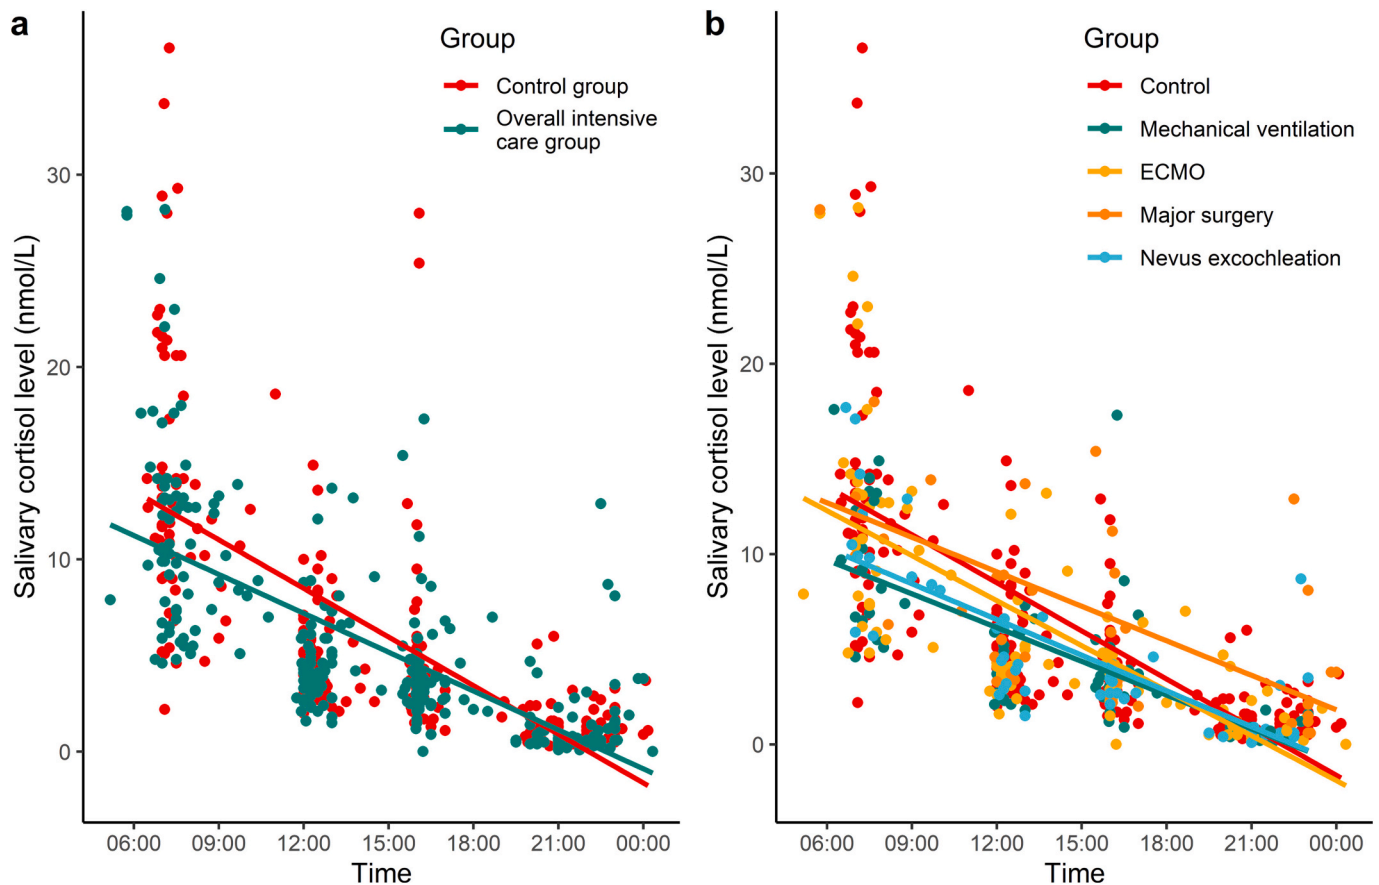 a
Group
Control group
Overall intensive
care group
Salivary cortisol level (nmol/L)
30
20
10
0
06:00 09:00 12:00 15:00 18:00 21:00 00:00
Time
b
Group
Control
Mechanical ventilation
ECMO
Major surgery
Nevus excochleation
Salivary cortisol level (nmol/L)
30
20
10
0
06:00 09:00 12:00 15:00 18:00 21:00 00:00
Time